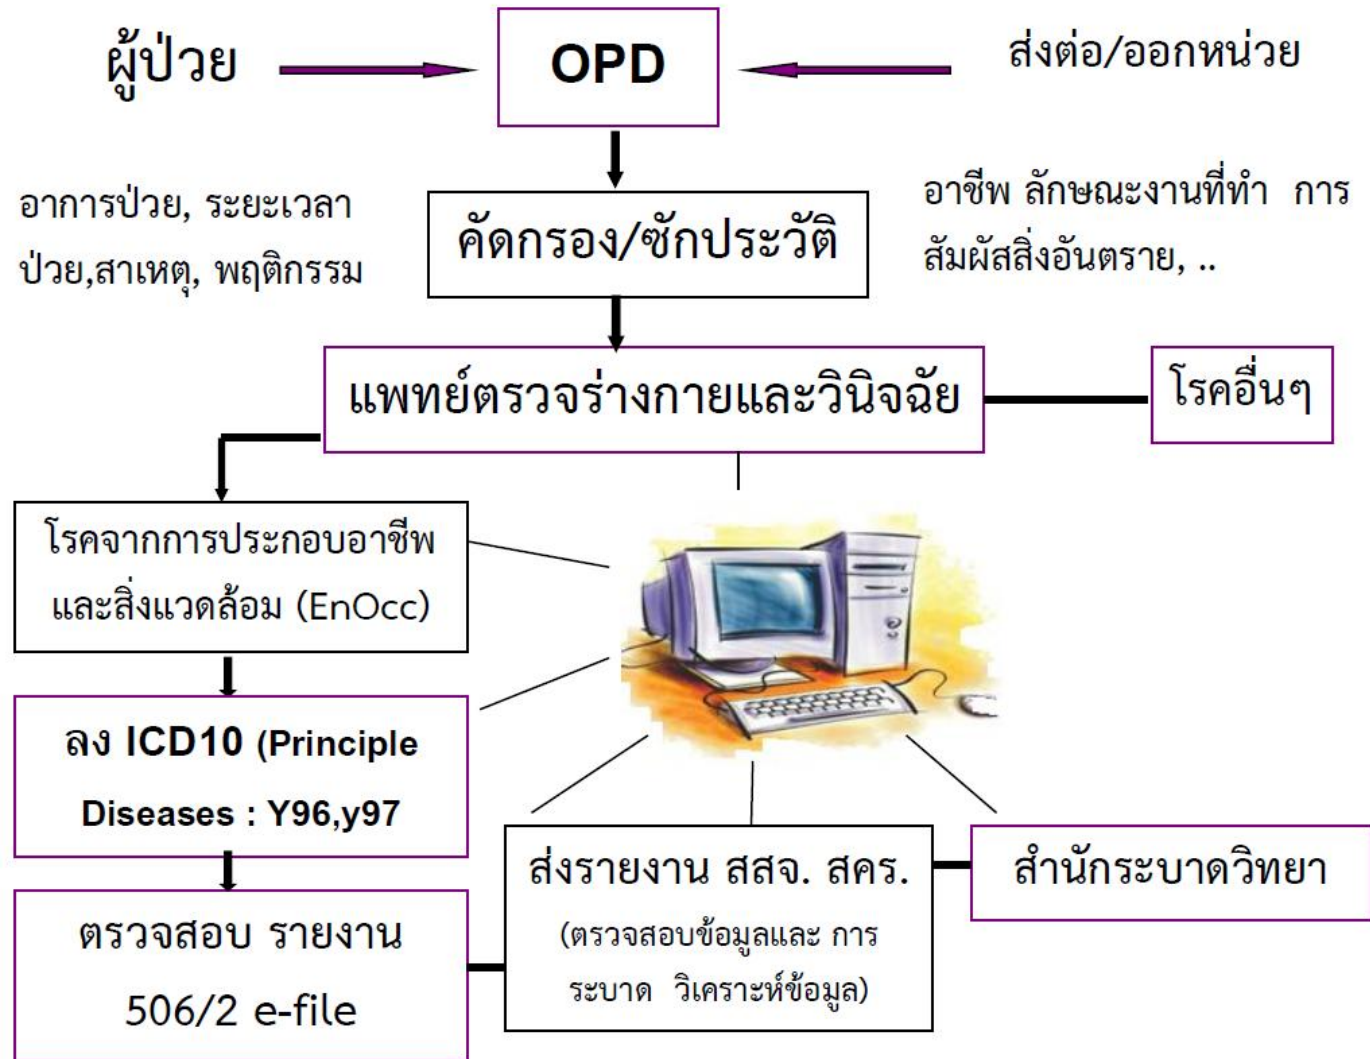 ผู้ป่วย
OPD
ส่งต่อ/ออกหน่วย
อาการป่วย, ระยะเวลา
ป่วย,สาเหตุ, พฤติกรรม
คัดกรอง/ซักประวัติ
อาชีพ ลักษณะงานที่ทำ การ
สัมผัสสิ่งอันตราย, ..
แพทย์ตรวจร่างกายและวินิจฉัย
โรคอื่นๆ
โรคจากการประกอบอาชีพ
และสิ่งแวดล้อม (EnOcc)
ลง ICD10 (Principle
Diseases : Y96,y97
ตรวจสอบ รายงาน
506/2 e-file
ส่งรายงาน สสจ. สคร.
(ตรวจสอบข้อมูลและ การ
ระบาด วิเคราะห์ข้อมูล)
สำนักระบาดวิทยา